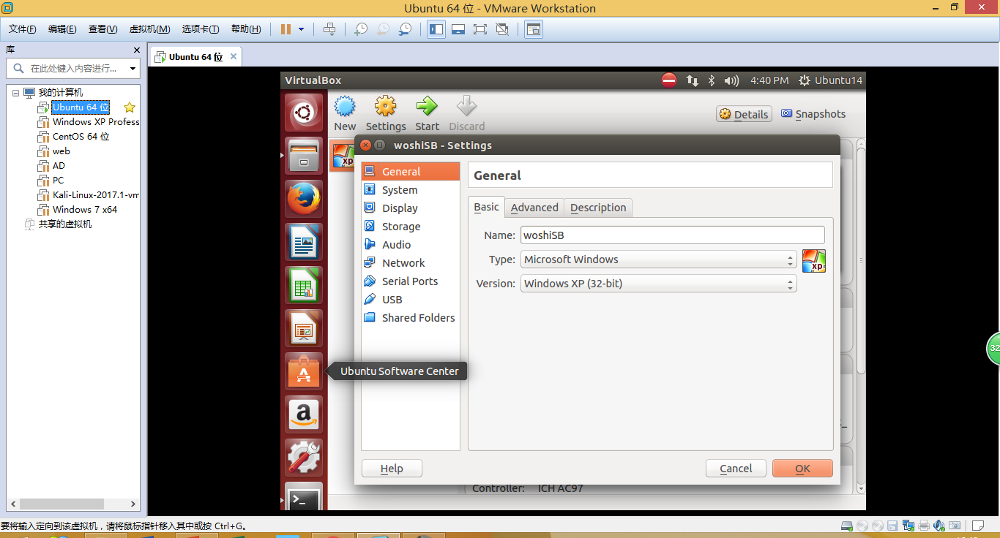 Ubuntu 64 位 - VMware Workstation
文件(F) 编辑(E) 查看(V) 虚拟机(M) 选项卡(T) 帮助(H)
库
在此处键入内容进行...
我的计算机
Ubuntu 64 位
Windows XP Profess
CentOS 64 位
web
AD
PC
Kali-Linux-2017.1-vm
Windows 7 x64
共享的虚拟机
Ubuntu 64 位
VirtualBox 4:40 PM Ubuntu14
New Settings Start Discard Details Snapshots
xp
woshiSB - Settings
General
System
Display
Storage
Audio
Network
Serial Ports
USB
Shared Folders
General
Basic Advanced Description
Name: woshiSB
Type: Microsoft Windows
xp
Version: Windows XP (32-bit)
Ubuntu Software Center
a
>_
Help Cancel OK
Controller: ICH AC97
32
要将输入定向到该虚拟机，请将鼠标指针移入其中或按 Ctrl+G。